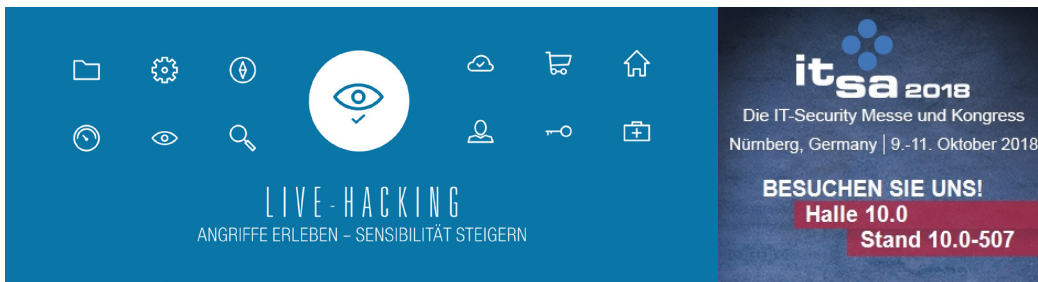 LIVE-HACKING
ANGRIFFE ERLEBEN – SENSIBILITÄT STEIGERN
itsa 2018
Die IT-Security Messe und Kongress
Nürnberg, Germany | 9.-11. Oktober 2018
BESUCHEN SIE UNS!
Halle 10.0
Stand 10.0-507